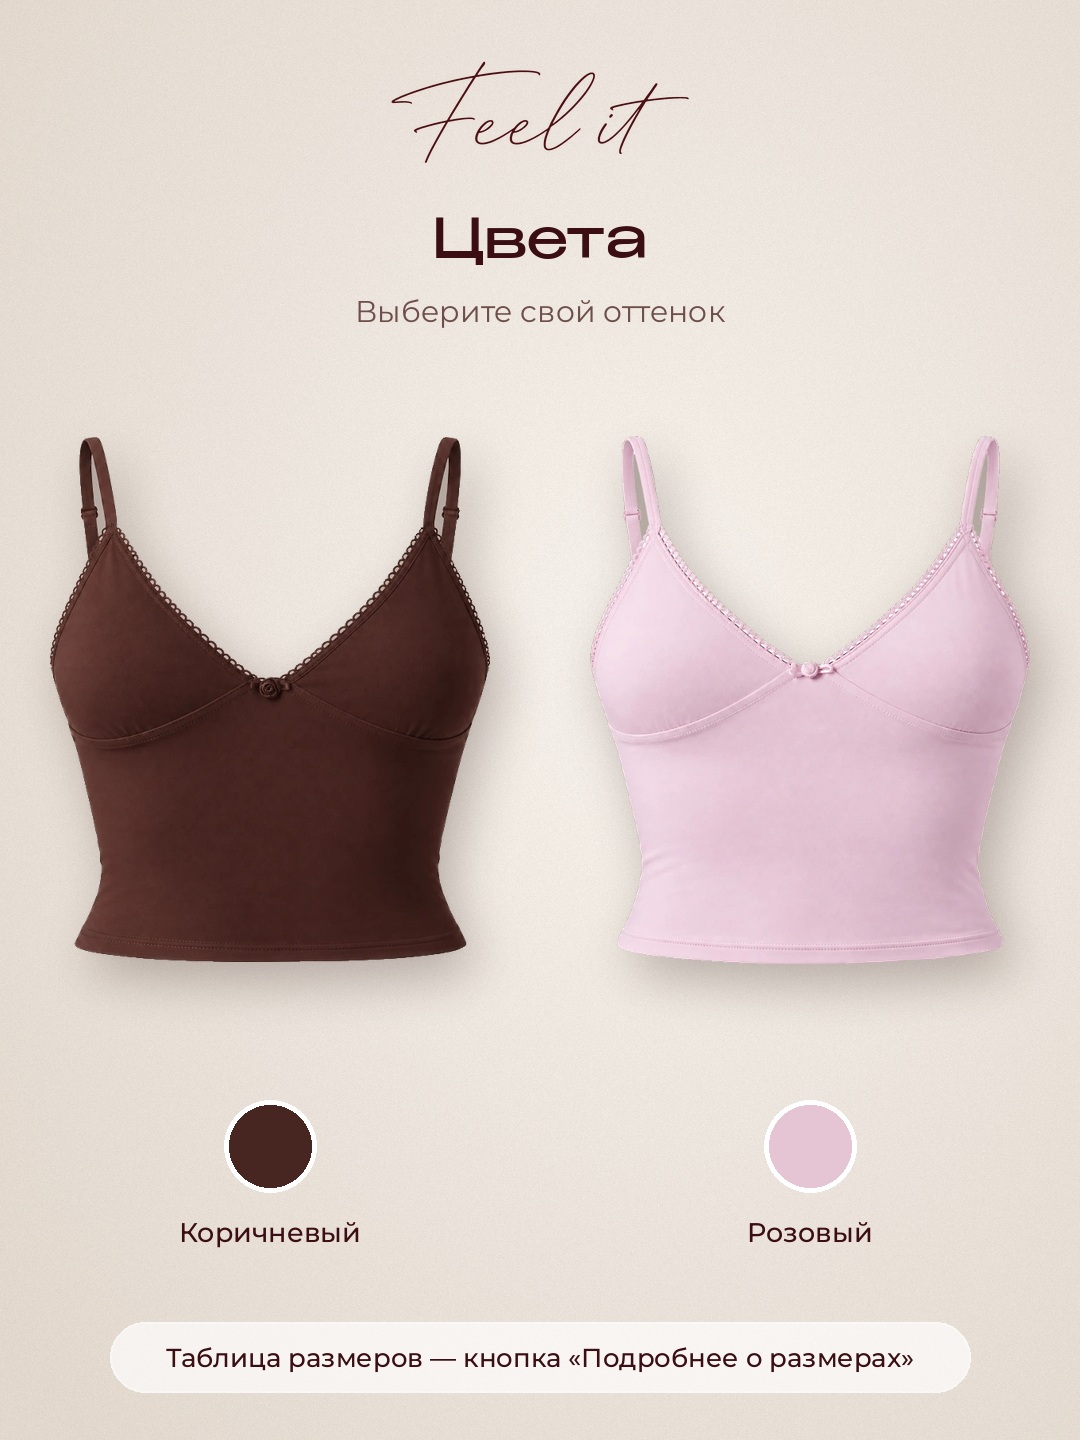 Feel it
Цвета
Выберите свой оттенок
Коричневый
Розовый
Таблица размеров — кнопка «Подробнее о размерах»